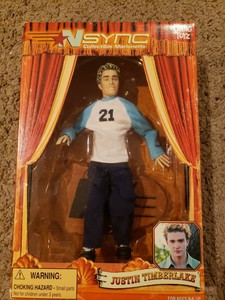 NSYNC
Collectible Marionette
21
⚠ WARNING:
CHOKING HAZARD - Small parts
Not for children under 3 years.
JUSTIN TIMBERLAKE